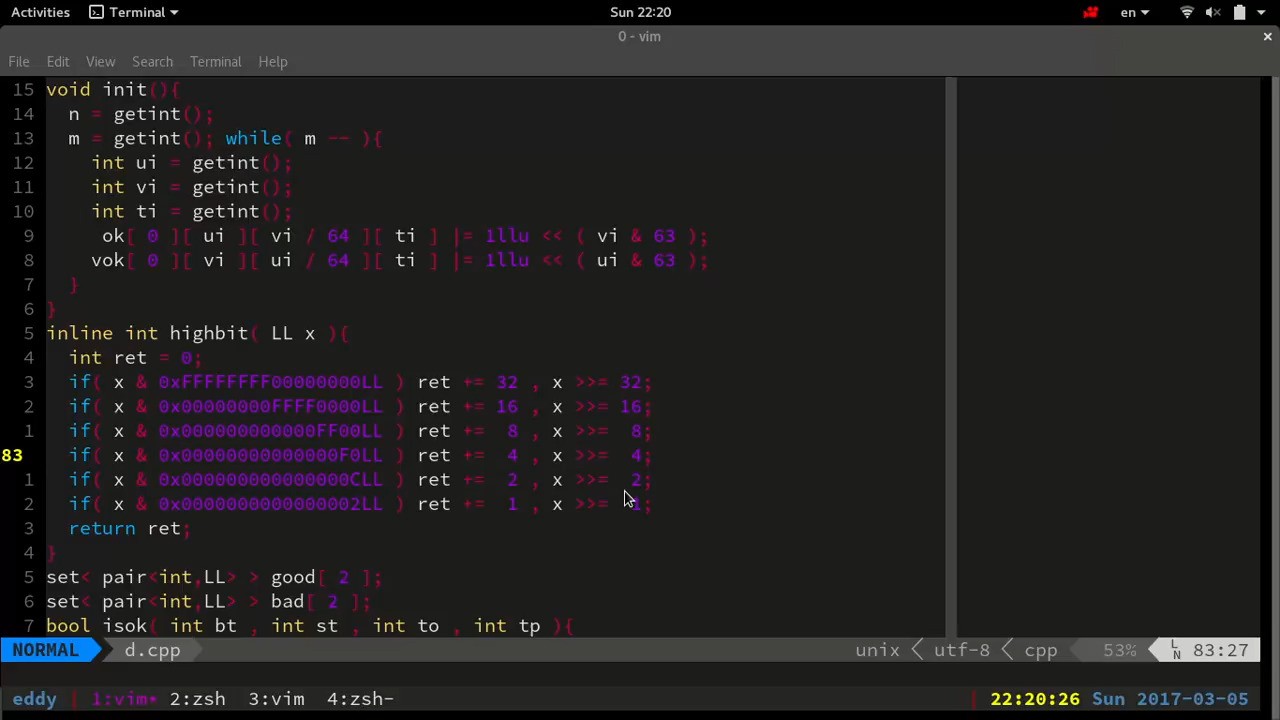 Activities Terminal Sun 22:20 en
0 - vim
File Edit View Search Terminal Help
15 void init(){
14   n = getint();
13   m = getint(); while( m -- ){
12     int ui = getint();
11     int vi = getint();
10     int ti = getint();
9      ok[ 0 ][ ui ][ vi / 64 ][ ti ] |= 1llu << ( vi & 63 );
8     vok[ 0 ][ vi ][ ui / 64 ][ ti ] |= 1llu << ( ui & 63 );
7   }
6 }
5 inline int highbit( LL x ){
4   int ret = 0;
3   if( x & 0xFFFFFFFF00000000LL ) ret += 32 , x >>= 32;
2   if( x & 0x00000000FFFF0000LL ) ret += 16 , x >>= 16;
1   if( x & 0x000000000000FF00LL ) ret +=  8 , x >>=  8;
83   if( x & 0x00000000000000F0LL ) ret +=  4 , x >>=  4;
1   if( x & 0x000000000000000CLL ) ret +=  2 , x >>=  2;
2   if( x & 0x0000000000000002LL ) ret +=  1 , x >>=  1;
3   return ret;
4 }
5 set< pair<int,LL> > good[ 2 ];
6 set< pair<int,LL> > bad[ 2 ];
7 bool isok( int bt , int st , int to , int tp ){
NORMAL d.cpp unix utf-8 cpp 53% LN 83:27
eddy 1:vim* 2:zsh 3:vim 4:zsh- 22:20:26 Sun 2017-03-05